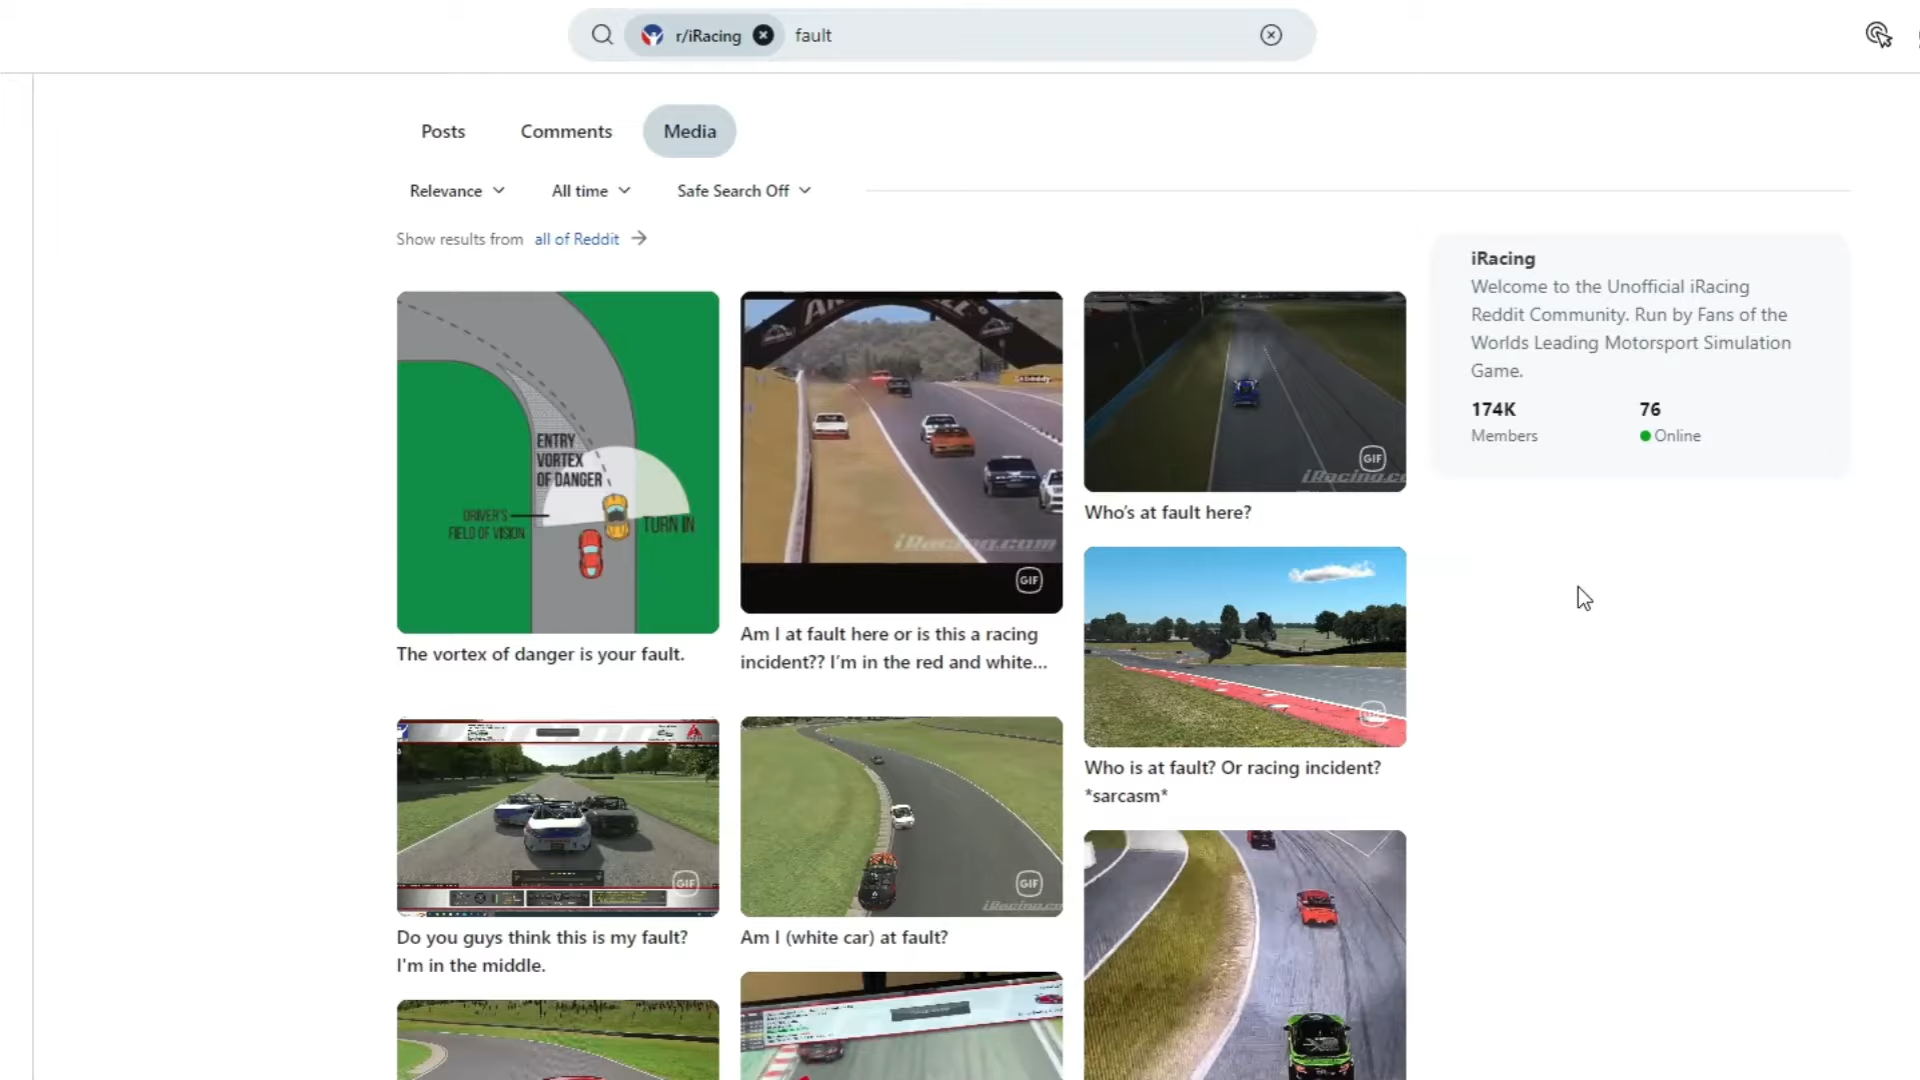 r/iRacing fault
Posts Comments Media
Relevance All time Safe Search Off
Show results from all of Reddit
iRacing
Welcome to the Unofficial iRacing
Reddit Community. Run by Fans of the
Worlds Leading Motorsport Simulation
Game.
174K 76
Members Online
ENTRY
VORTEX
OF DANGER
DRIVER'S
FIELD OF VISION
TURN IN
The vortex of danger is your fault.
iRacing.com
GIF
Am I at fault here or is this a racing
incident?? I'm in the red and white...
GIF
Who's at fault here?
Who is at fault? Or racing incident?
*sarcasm*
GIF
Do you guys think this is my fault?
I'm in the middle.
GIF
Am I (white car) at fault?